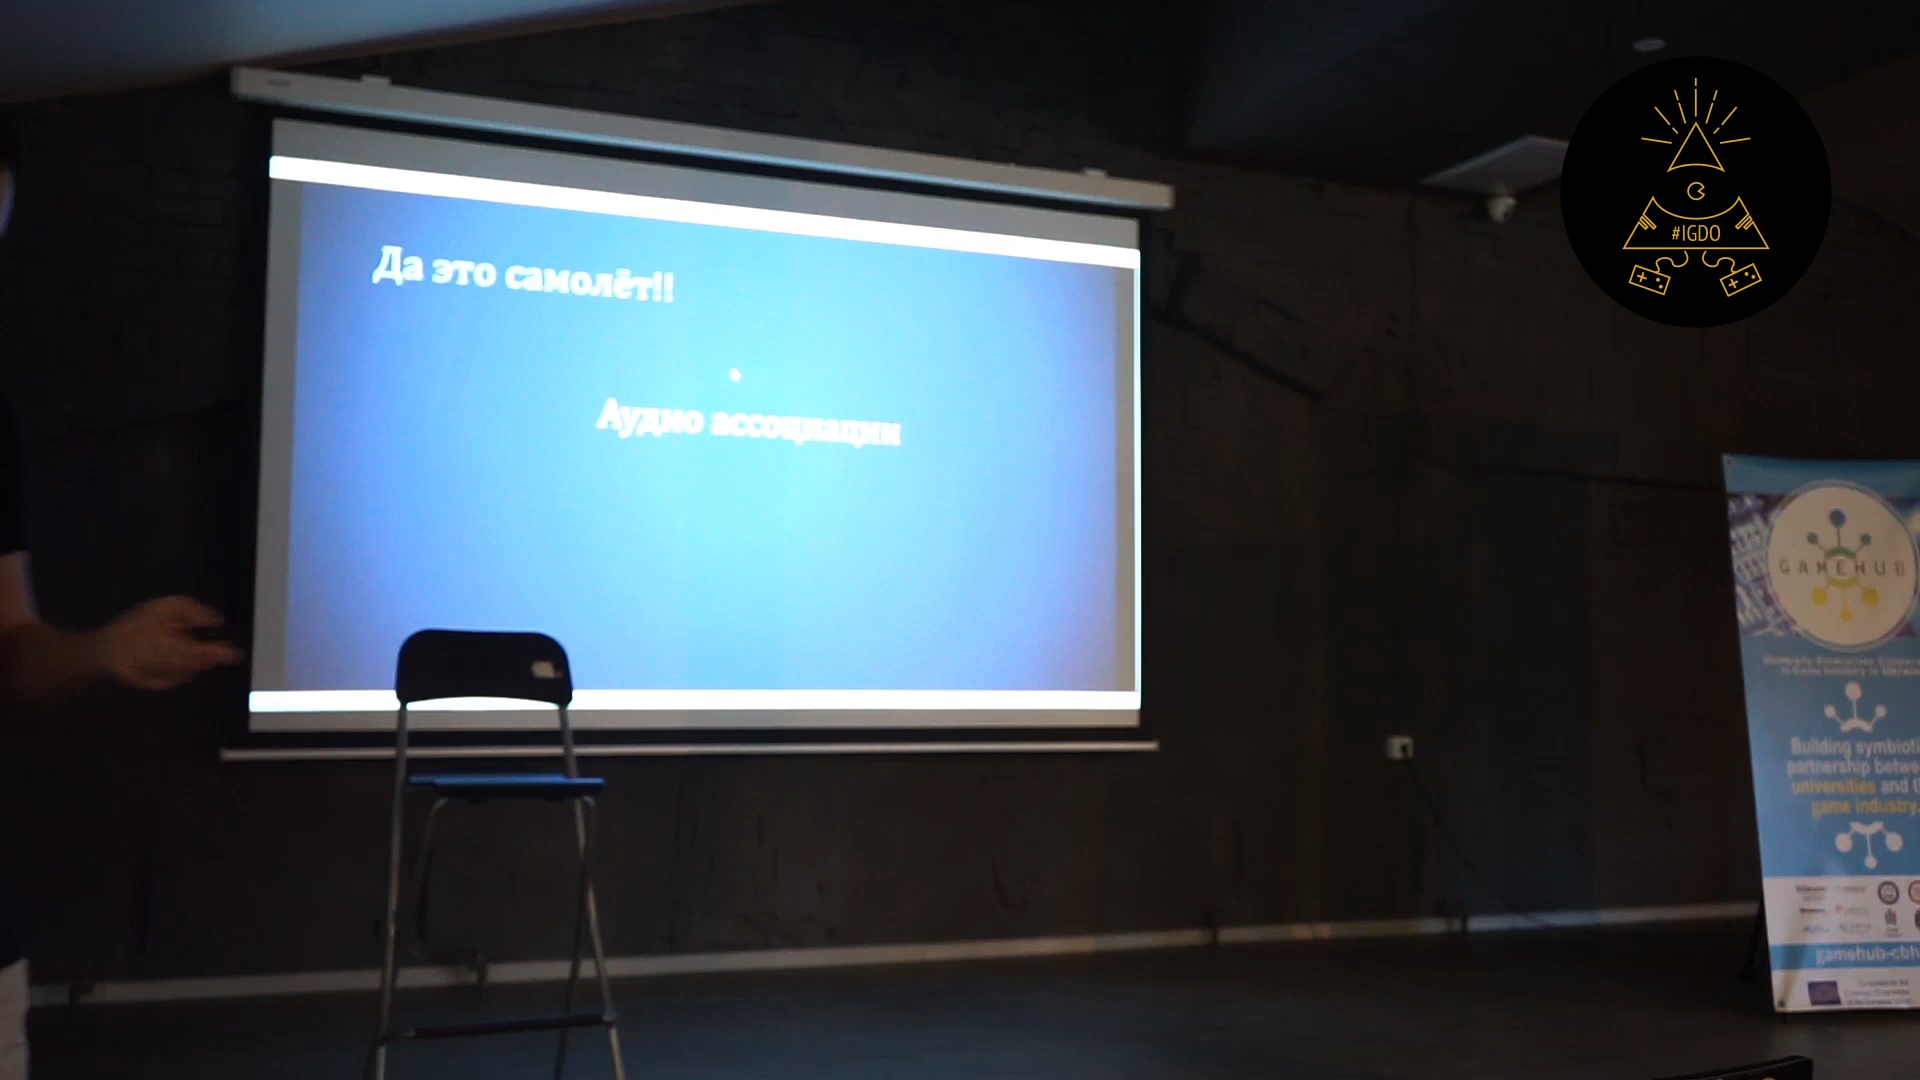 Да это самолёт!!
Аудио ассоциации
#IGDO
GAMEHUB
Building symbioti
partnership betwe
universities and t
game industry.
gamehub-cbh